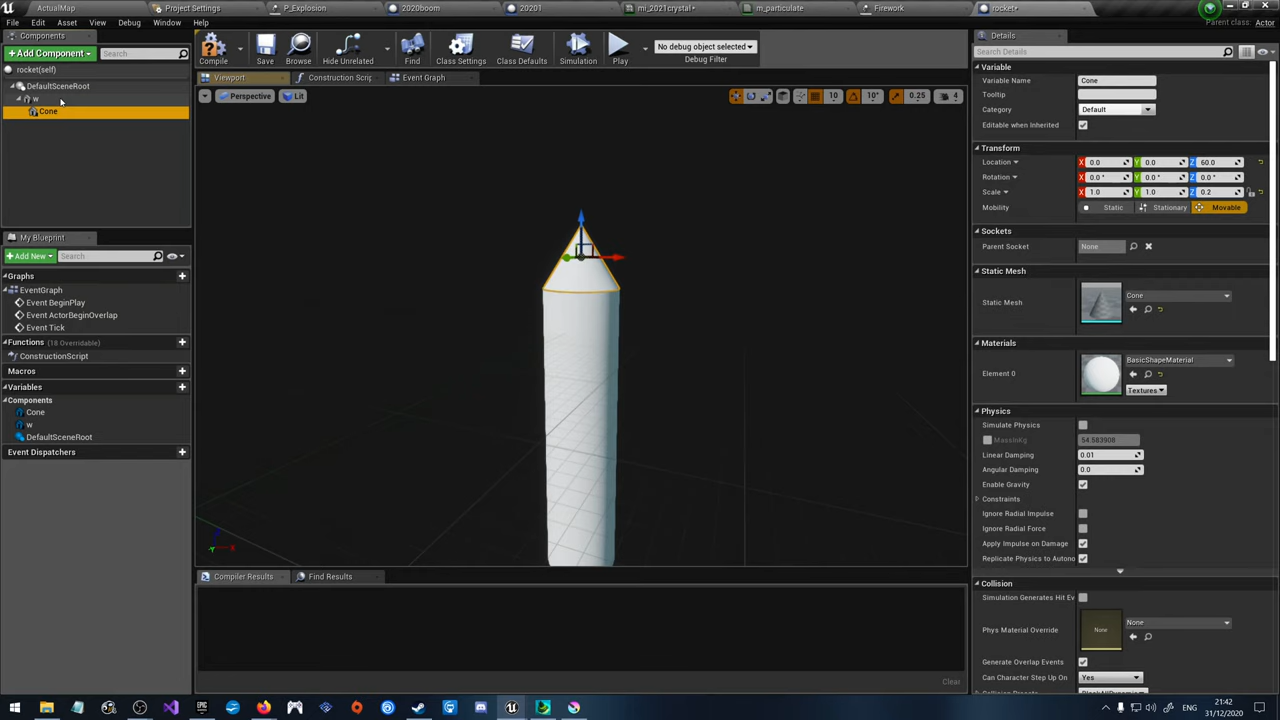 ActualMap
Project Settings
P_Explosion
2020boom
20201
mi_2021crystal•
m_particulate
Firework
rocket•
File Edit Asset View Debug Window Help
Parent class: Actor
Components
+ Add Component
Search
rocket(self)
DefaultSceneRoot
w
Cone
My Blueprint
+ Add New
Search
Graphs
EventGraph
Event BeginPlay
Event ActorBeginOverlap
Event Tick
Functions (18 Overridable)
ConstructionScript
Macros
Variables
Components
Cone
w
DefaultSceneRoot
Event Dispatchers
Compile
Save
Browse
Hide Unrelated
Find
Class Settings
Class Defaults
Simulation
Play
No debug object selected
Debug Filter
Viewport
Construction Scrip
Event Graph
Perspective
Lit
10
10°
0.25
4
Compiler Results
Find Results
Clear
Details
Search Details
Variable
Variable Name Cone
Tooltip
Category Default
Editable when Inherited
Transform
Location X 0.0 Y 0.0 Z 60.0
Rotation X 0.0 ° Y 0.0 ° Z 0.0 °
Scale X 1.0 Y 1.0 Z 0.2
Mobility Static Stationary Movable
Sockets
Parent Socket None
Static Mesh
Static Mesh Cone
Materials
Element 0 BasicShapeMaterial
Textures
Physics
Simulate Physics
MassInKg 54.583908
Linear Damping 0.01
Angular Damping 0.0
Enable Gravity
Constraints
Ignore Radial Impulse
Ignore Radial Force
Apply Impulse on Damage
Replicate Physics to Autono
Collision
Simulation Generates Hit Ev
Phys Material Override None None
Generate Overlap Events
Can Character Step Up On Yes
21:42
31/12/2020